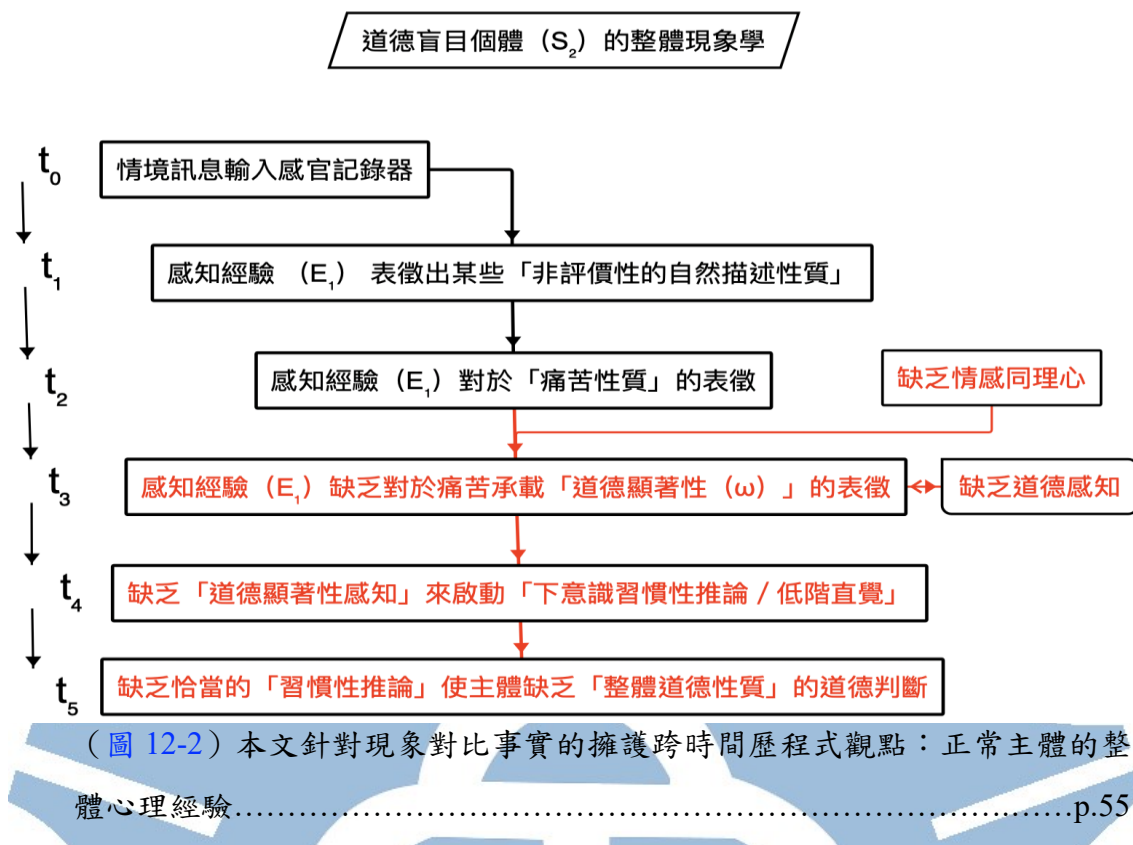 道德盲目個體（S₂）的整體現象學
t₀
情境訊息輸入感官記錄器
t₁
感知經驗 （E₁） 表徵出某些「非評價性的自然描述性質」
t₂
感知經驗（E₁）對於「痛苦性質」的表徵
缺乏情感同理心
t₃
感知經驗（E₁）缺乏對於痛苦承載「道德顯著性（ω）」的表徵
缺乏道德感知
t₄
缺乏「道德顯著性感知」來啟動「下意識習慣性推論 / 低階直覺」
t₅
缺乏恰當的「習慣性推論」使主體缺乏「整體道德性質」的道德判斷
（圖 12-2）本文針對現象對比事實的擁護跨時間歷程式觀點：正常主體的整
體心理經驗……………………………………………………………………p.55